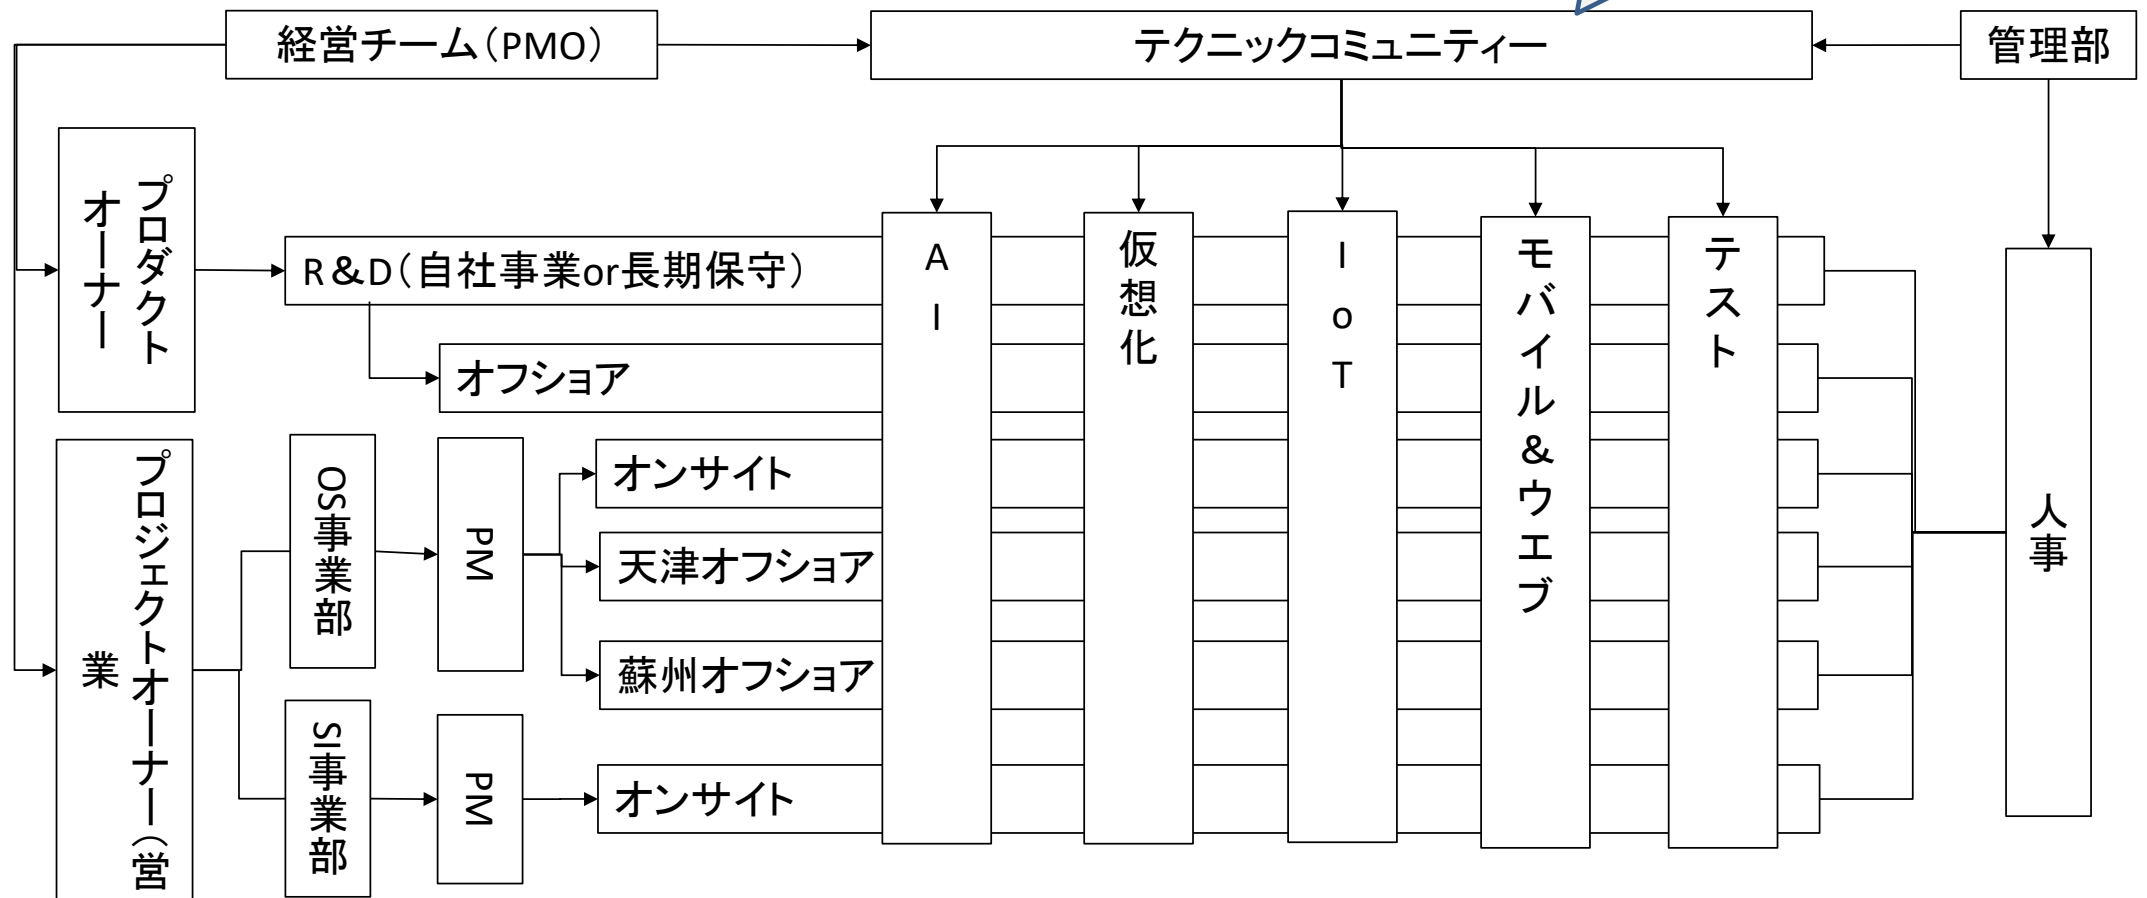 経営チーム（PMO）
テクニックコミュニティー
管理部
プロダクト
オーナー
R＆D（自社事業or長期保守）
オフショア
AI
仮想化
IoT
モバイル＆ウエブ
テスト
人事
プロジェクトオーナー（営
業
OS事業部
PM
オンサイト
天津オフショア
蘇州オフショア
SI事業部
PM
オンサイト